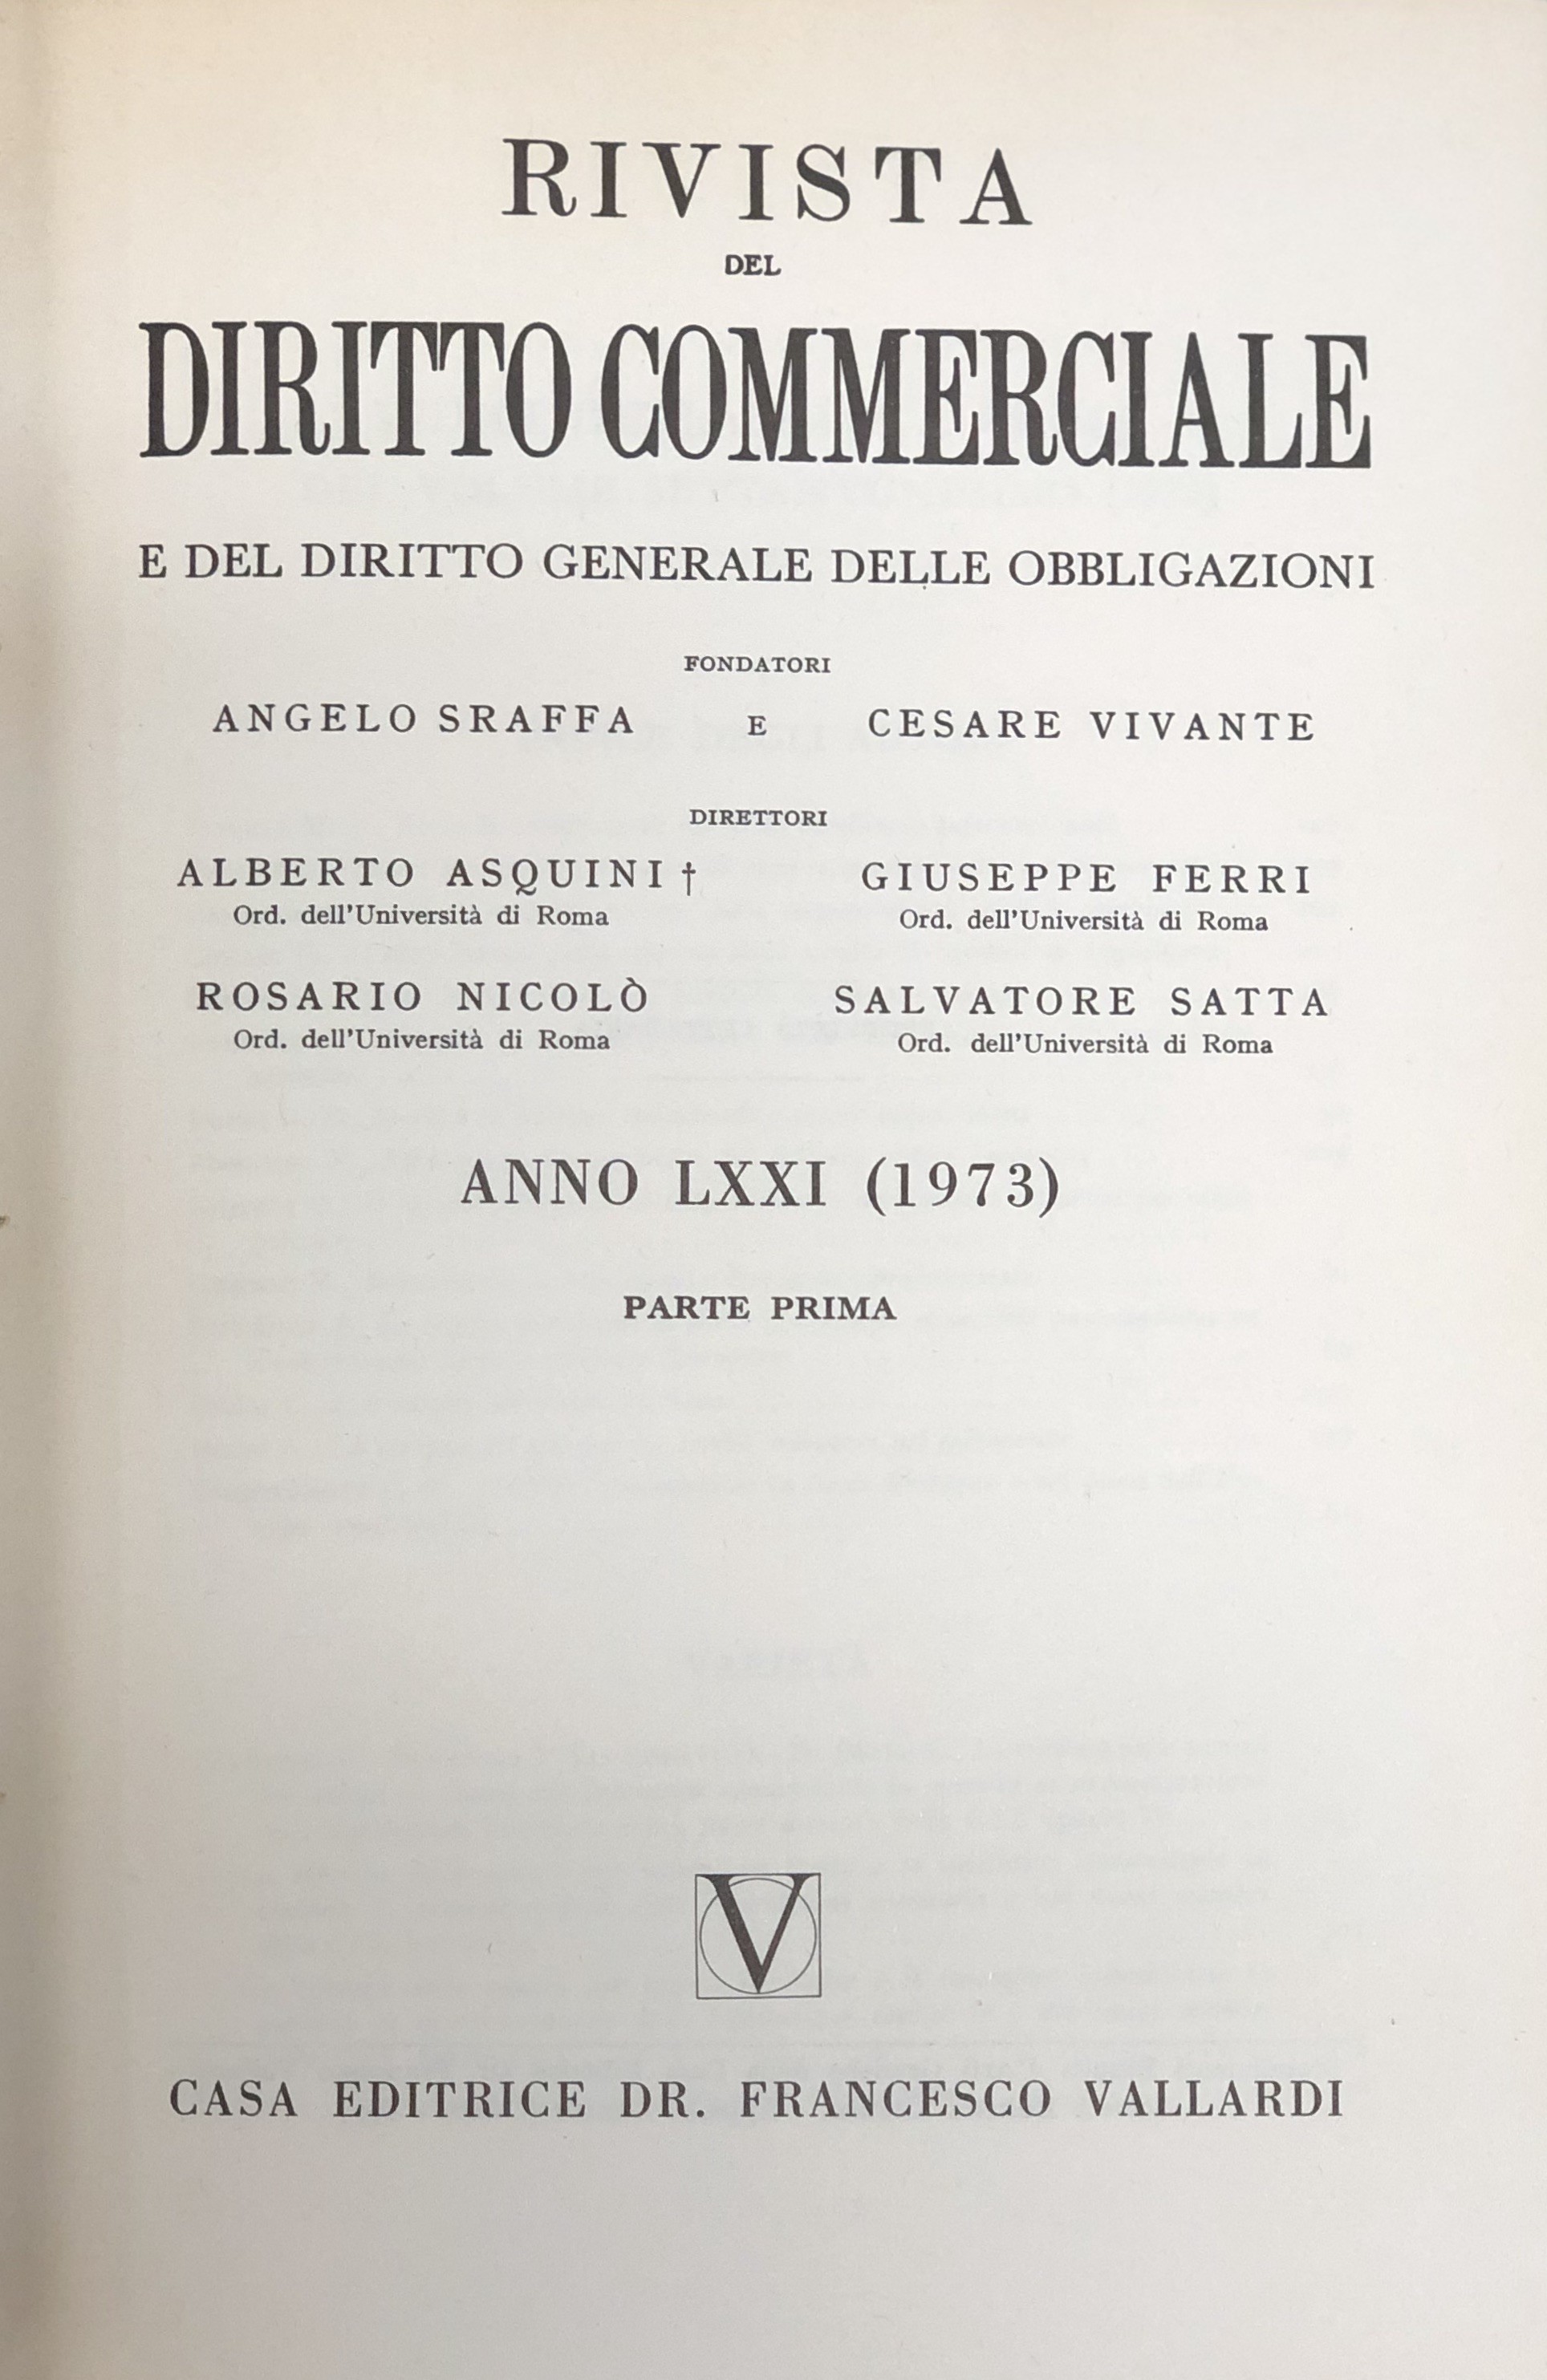 RIVISTA
DEL
DIRITTO COMMERCIALE
E DEL DIRITTO GENERALE DELLE OBBLIGAZIONI
FONDATORI
ANGELO SRAFFA E CESARE VIVANTE
DIRETTORI
ALBERTO ASQUINI † GIUSEPPE FERRI
Ord. dell'Università di Roma Ord. dell'Università di Roma
ROSARIO NICOLÒ SALVATORE SATTA
Ord. dell'Università di Roma Ord. dell'Università di Roma
ANNO LXXI (1973)
PARTE PRIMA
V
CASA EDITRICE DR. FRANCESCO VALLARDI